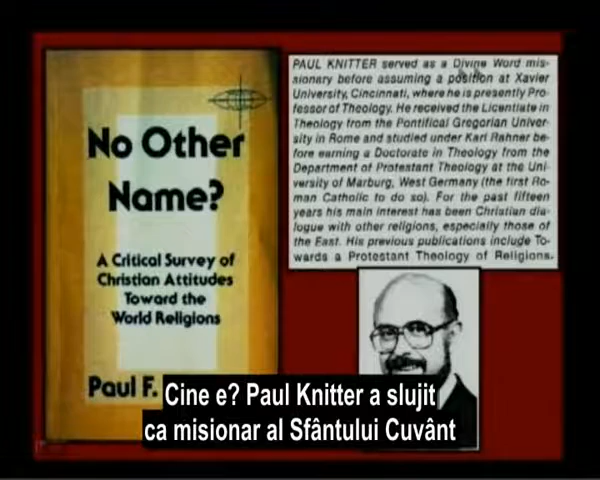 No Other
Name?
A Critical Survey of
Christian Attitudes
Toward the
World Religions
Paul F.
PAUL KNITTER served as a Divine Word mis-
sionary before assuming a position at Xavier
University, Cincinnati, where he is presently Pro-
fessor of Theology. He received the Licentiate in
Theology from the Pontifical Gregorian Univer-
sity in Rome and studied under Karl Rahner be-
fore earning a Doctorate in Theology from the
Department of Protestant Theology at the Uni-
versity of Marburg, West Germany (the first Ro-
man Catholic to do so). For the past fifteen
years his main interest has been Christian dia-
logue with other religions, especially those of
the East. His previous publications include To-
wards a Protestant Theology of Religions.
Cine e? Paul Knitter a slujit
ca misionar al Sfântului Cuvânt